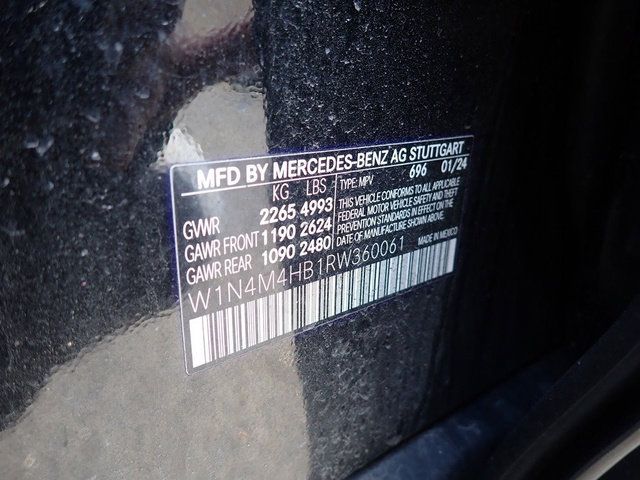 MFD BY MERCEDES-BENZ AG STUTTGART
KG LBS TYPE: MPV 696 01/24
GVWR 2265 4993
GAWR FRONT 1190 2624
GAWR REAR 1090 2480
THIS VEHICLE CONFORMS TO ALL APPLICABLE
FEDERAL MOTOR VEHICLE SAFETY AND THEFT
PREVENTION STANDARDS IN EFFECT ON THE
DATE OF MANUFACTURE SHOWN ABOVE.
W1N4M4HB1RW360061 MADE IN MEXICO